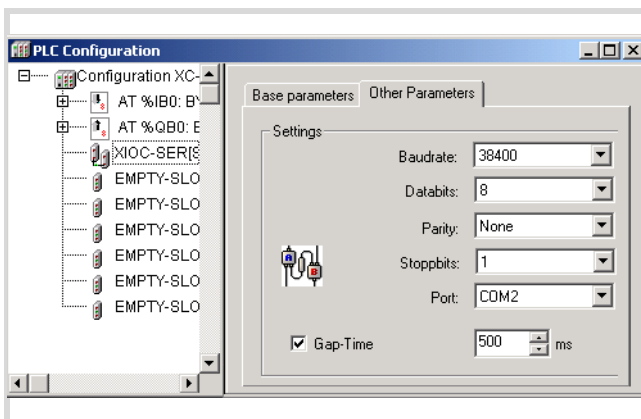 PLC Configuration
Configuration XC-
AT %IB0: B
AT %QB0: E
XIOC-SER[S
EMPTY-SLO
EMPTY-SLO
EMPTY-SLO
EMPTY-SLO
EMPTY-SLO
EMPTY-SLO
Base parameters
Other Parameters
Settings
Baudrate: 38400
Databits: 8
Parity: None
Stoppbits: 1
Port: COM2
Gap-Time 500 ms
A
B